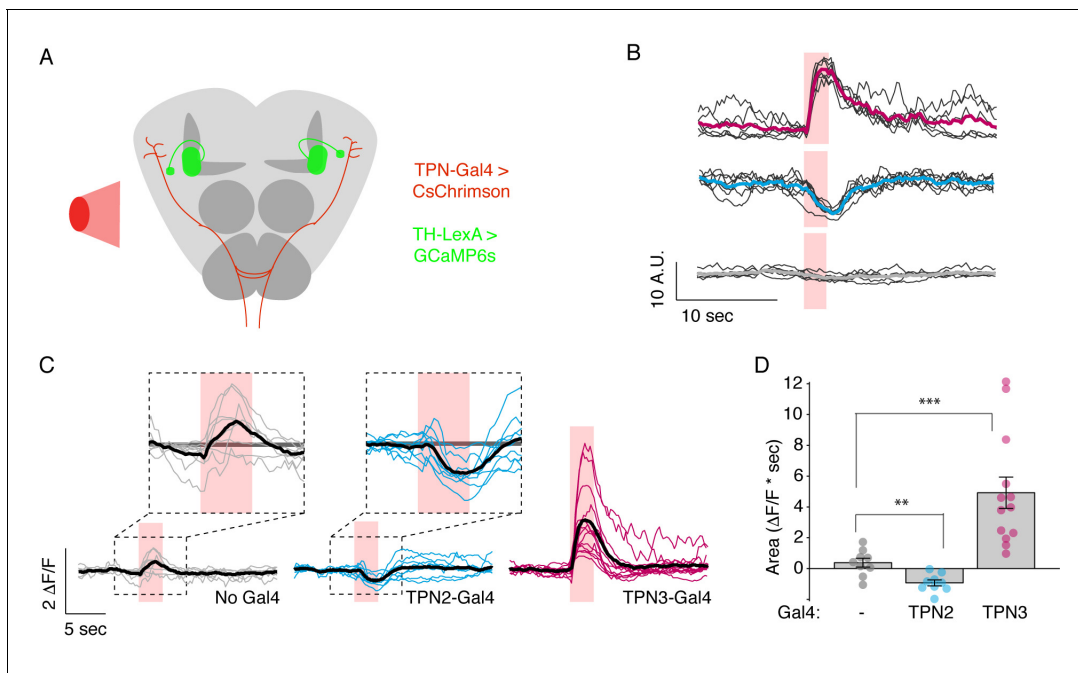 A
TPN-Gal4 >
CsChrimson
TH-LexA >
GCaMP6s
B
10 A.U.
10 sec
C
2 ΔF/F
5 sec
No Gal4
TPN2-Gal4
TPN3-Gal4
D
Area (ΔF/F * sec)
12
10
8
6
4
2
0
***
**
Gal4:
-
TPN2
TPN3